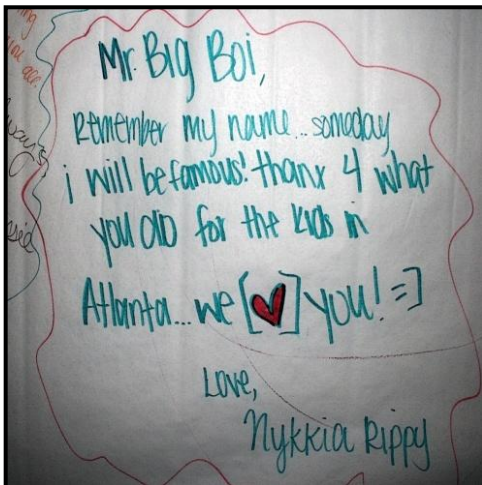 Mr. Big Boi,
Remember my name... someday
i will be famous! thanx 4 what
you did for the kids in
Atlanta... we [♥] you! =]
Love,
Nykkia Rippy